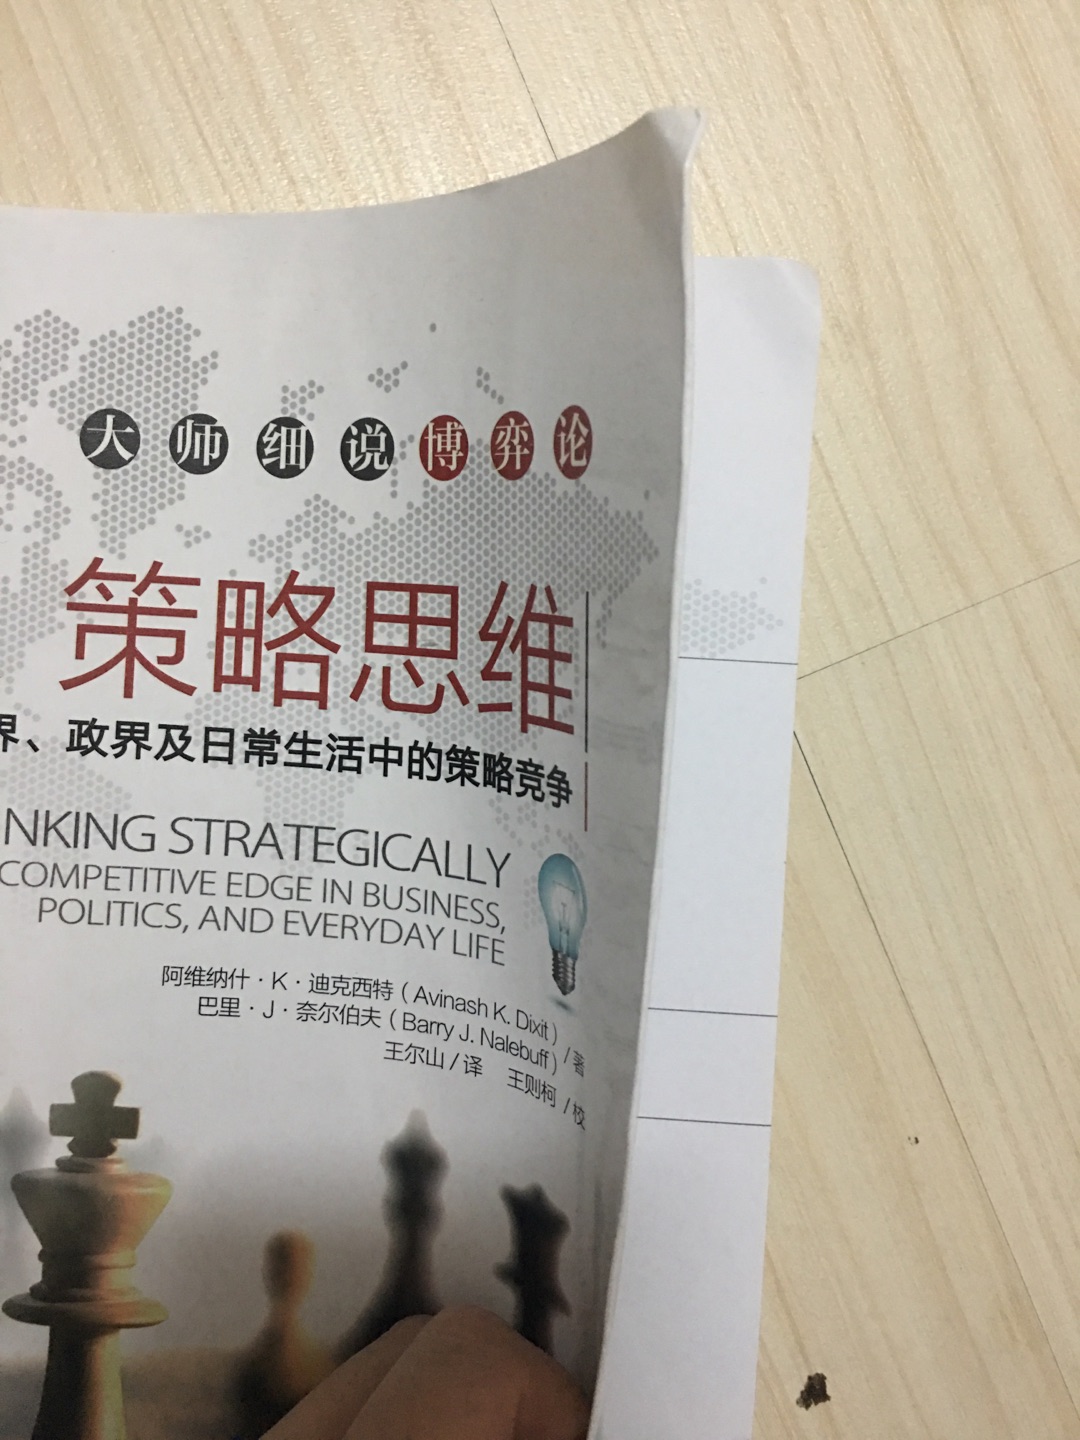 大师细说博弈论
策略思维
界、政界及日常生活中的策略竞争
NKING STRATEGICALLY
COMPETITIVE EDGE IN BUSINESS,
POLITICS, AND EVERYDAY LIFE
阿维纳什·K·迪克西特（Avinash K. Dixit）
巴里·J·奈尔伯夫（Barry J. Nalebuff）/著
王尔山/译 王则柯/校